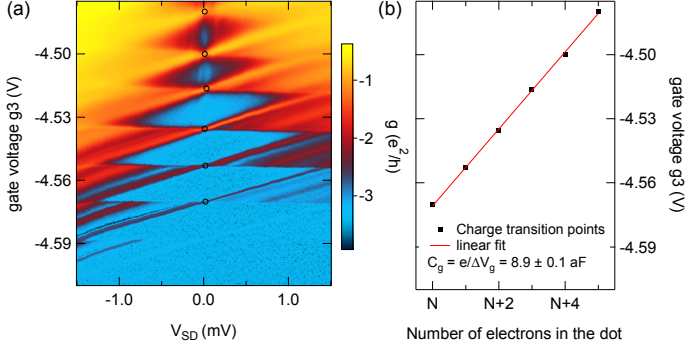 (a)
gate voltage g3 (V)
-4.50
-4.53
-4.56
-4.59
-1.0
0.0
1.0
V_SD (mV)
-1
-2
-3
g (e²/h)
(b)
-4.50
-4.53
-4.56
-4.59
gate voltage g3 (V)
Charge transition points
linear fit
C_g = e/ΔV_g = 8.9 ± 0.1 aF
N
N+2
N+4
Number of electrons in the dot